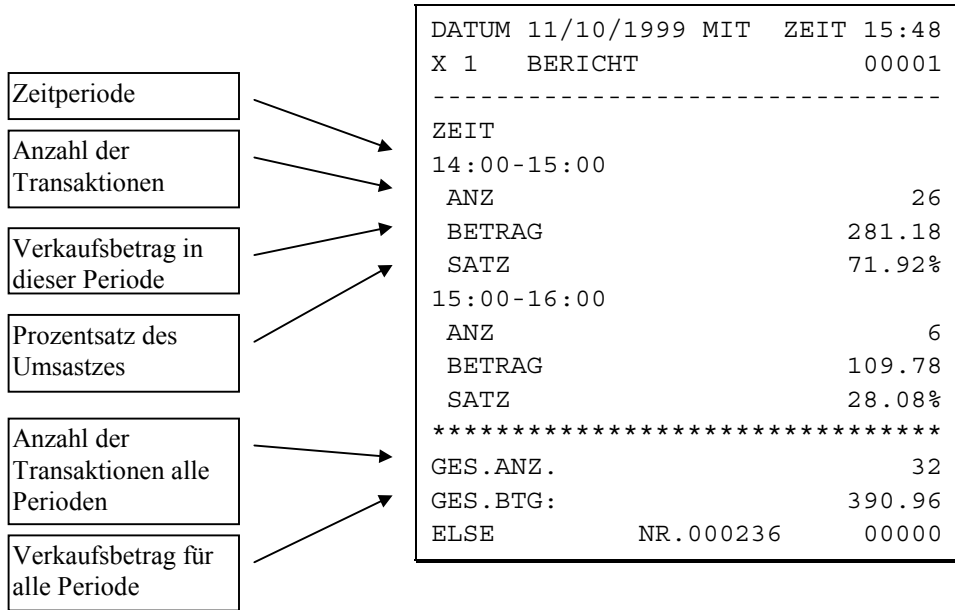 Zeitperiode
Anzahl der
Transaktionen
Verkaufsbetrag in
dieser Periode
Prozentsatz des
Umsastzes
Anzahl der
Transaktionen alle
Perioden
Verkaufsbetrag für
alle Periode
DATUM 11/10/1999 MIT ZEIT 15:48
X 1 BERICHT 00001
--------------------------------
ZEIT
14:00-15:00
ANZ 26
BETRAG 281.18
SATZ 71.92%
15:00-16:00
ANZ 6
BETRAG 109.78
SATZ 28.08%
********************************
GES.ANZ. 32
GES.BTG: 390.96
ELSE NR.000236 00000